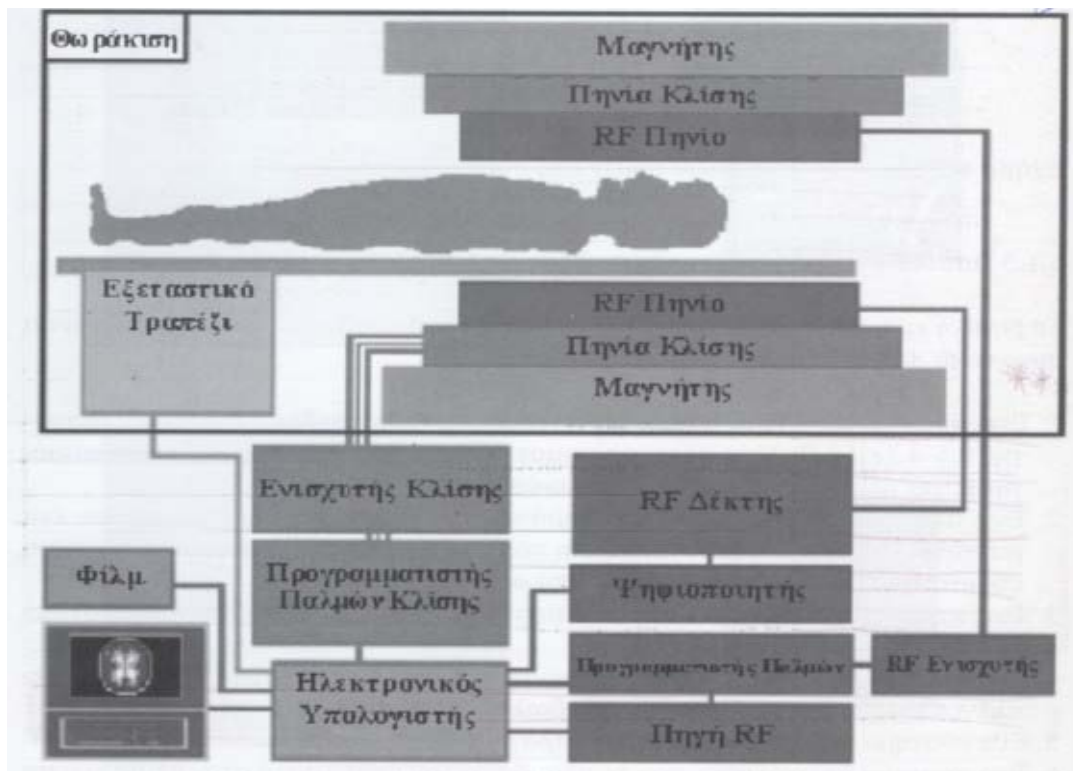 Θωράκιση
Μαγνήτης
Πηνία Κλίσης
RF Πηνίο
Εξεταστικό
Τραπέζι
RF Πηνίο
Πηνία Κλίσης
Μαγνήτης
Ενισχυτής Κλίσης
RF Δέκτης
Φίλμ.
Προγραμματιστής
Παλμών Κλίσης
Ψηφιοποιητής
Προγραμματιστής Παλμών
RF Ενισχυτής
Ηλεκτρονικός
Υπολογιστής
Πηγή RF